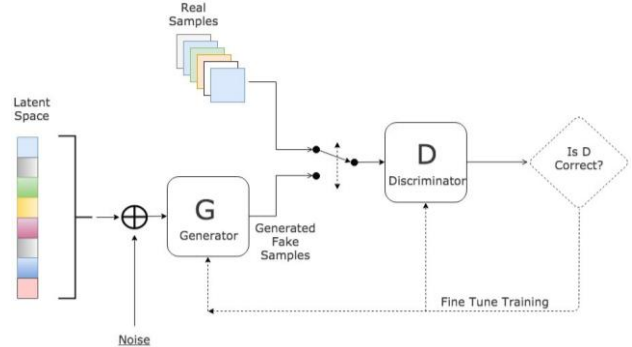 Real
Samples
Latent
Space
D
Discriminator
Is D
Correct?
G
Generator
Generated
Fake
Samples
Fine Tune Training
Noise